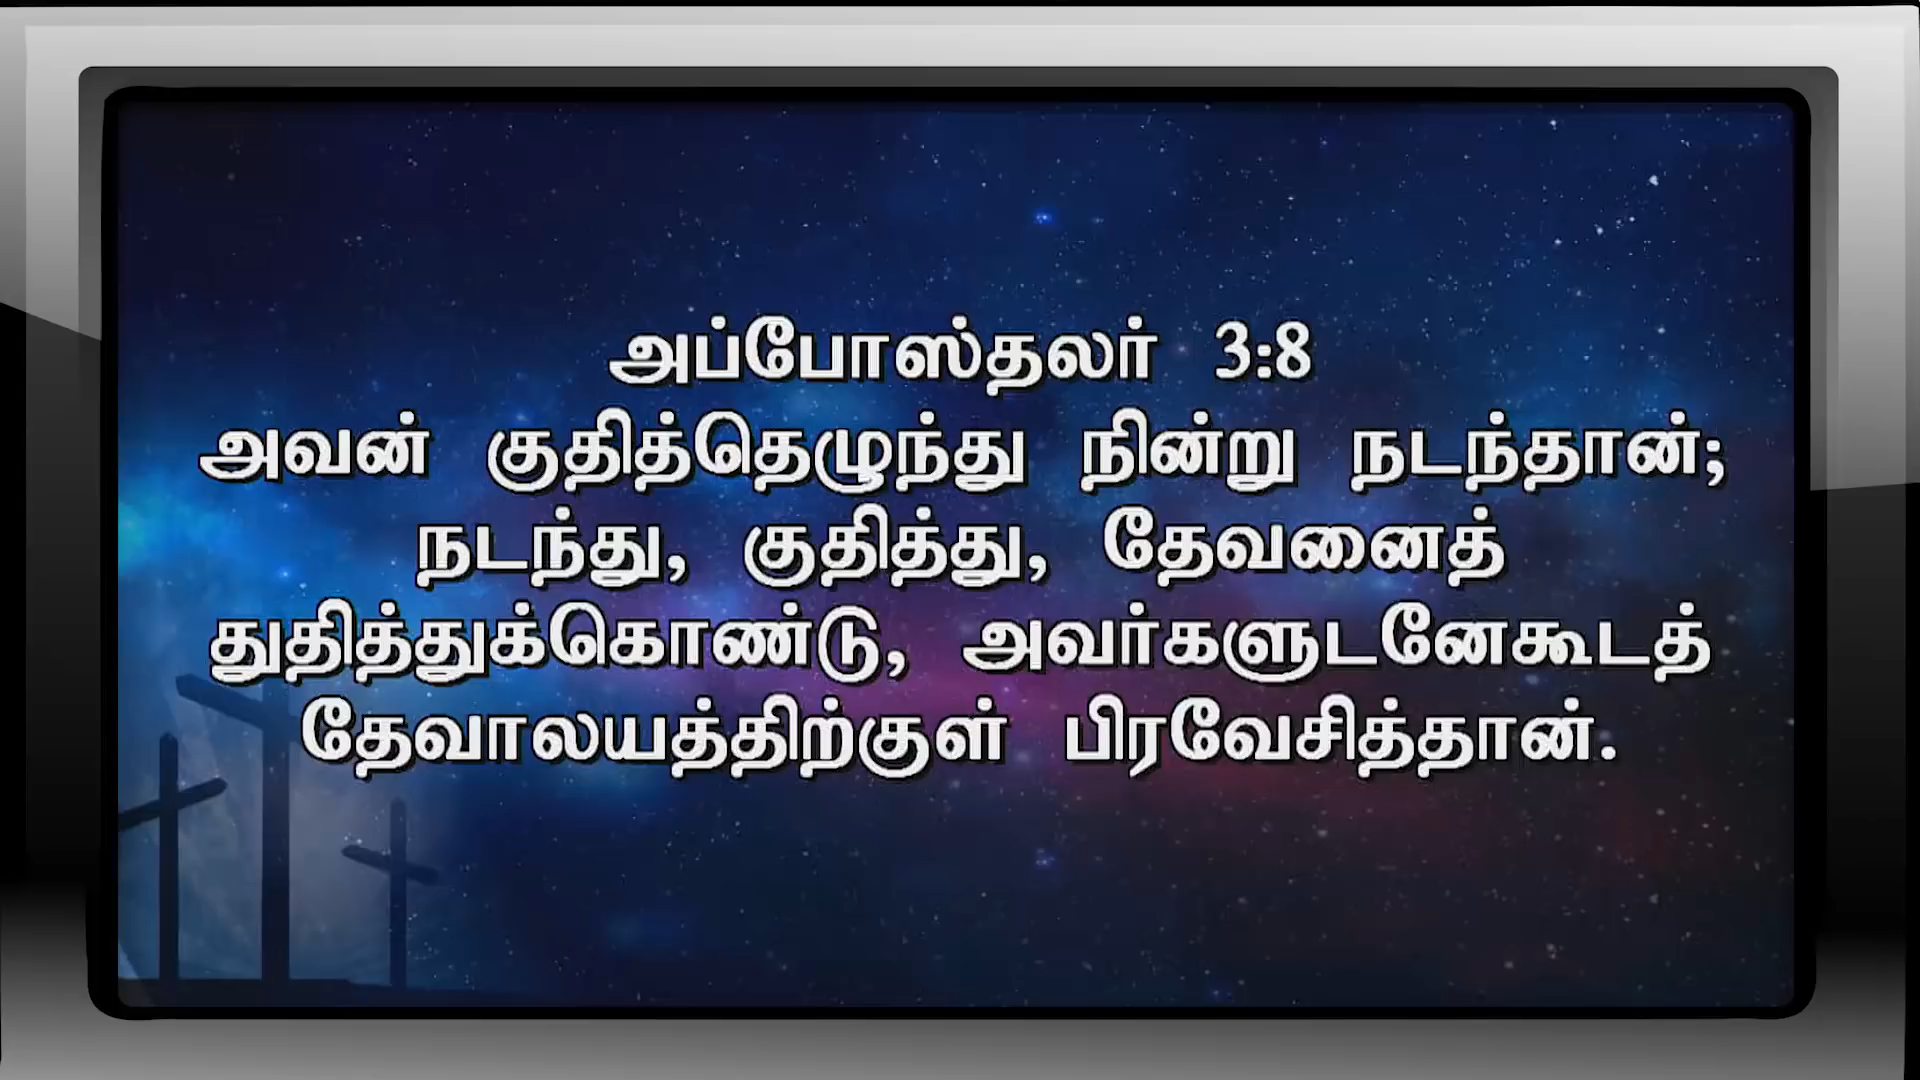 அப்போஸ்தலர் 3:8
அவன் குதித்தெழுந்து நின்று நடந்தான்;
நடந்து, குதித்து, தேவனைத்
துதித்துக்கொண்டு, அவர்களுடனேகூடத்
தேவாலயத்திற்குள் பிரவேசித்தான்.